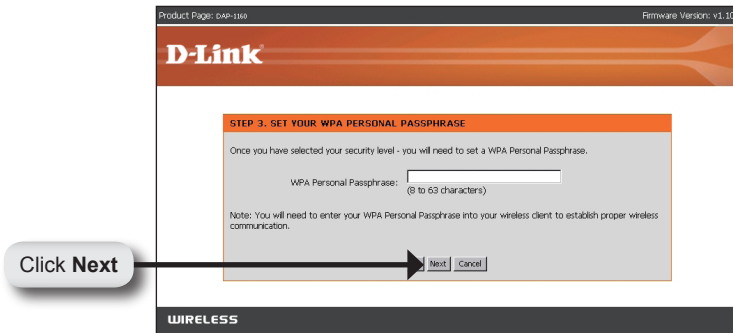 Product Page: DAP-1160 Firmware Version: v1.10
D-Link
STEP 3. SET YOUR WPA PERSONAL PASSPHRASE
Once you have selected your security level - you will need to set a WPA Personal Passphrase.
WPA Personal Passphrase:
(8 to 63 characters)
Note: You will need to enter your WPA Personal Passphrase into your wireless client to establish proper wireless
communication.
Click Next
Next Cancel
WIRELESS